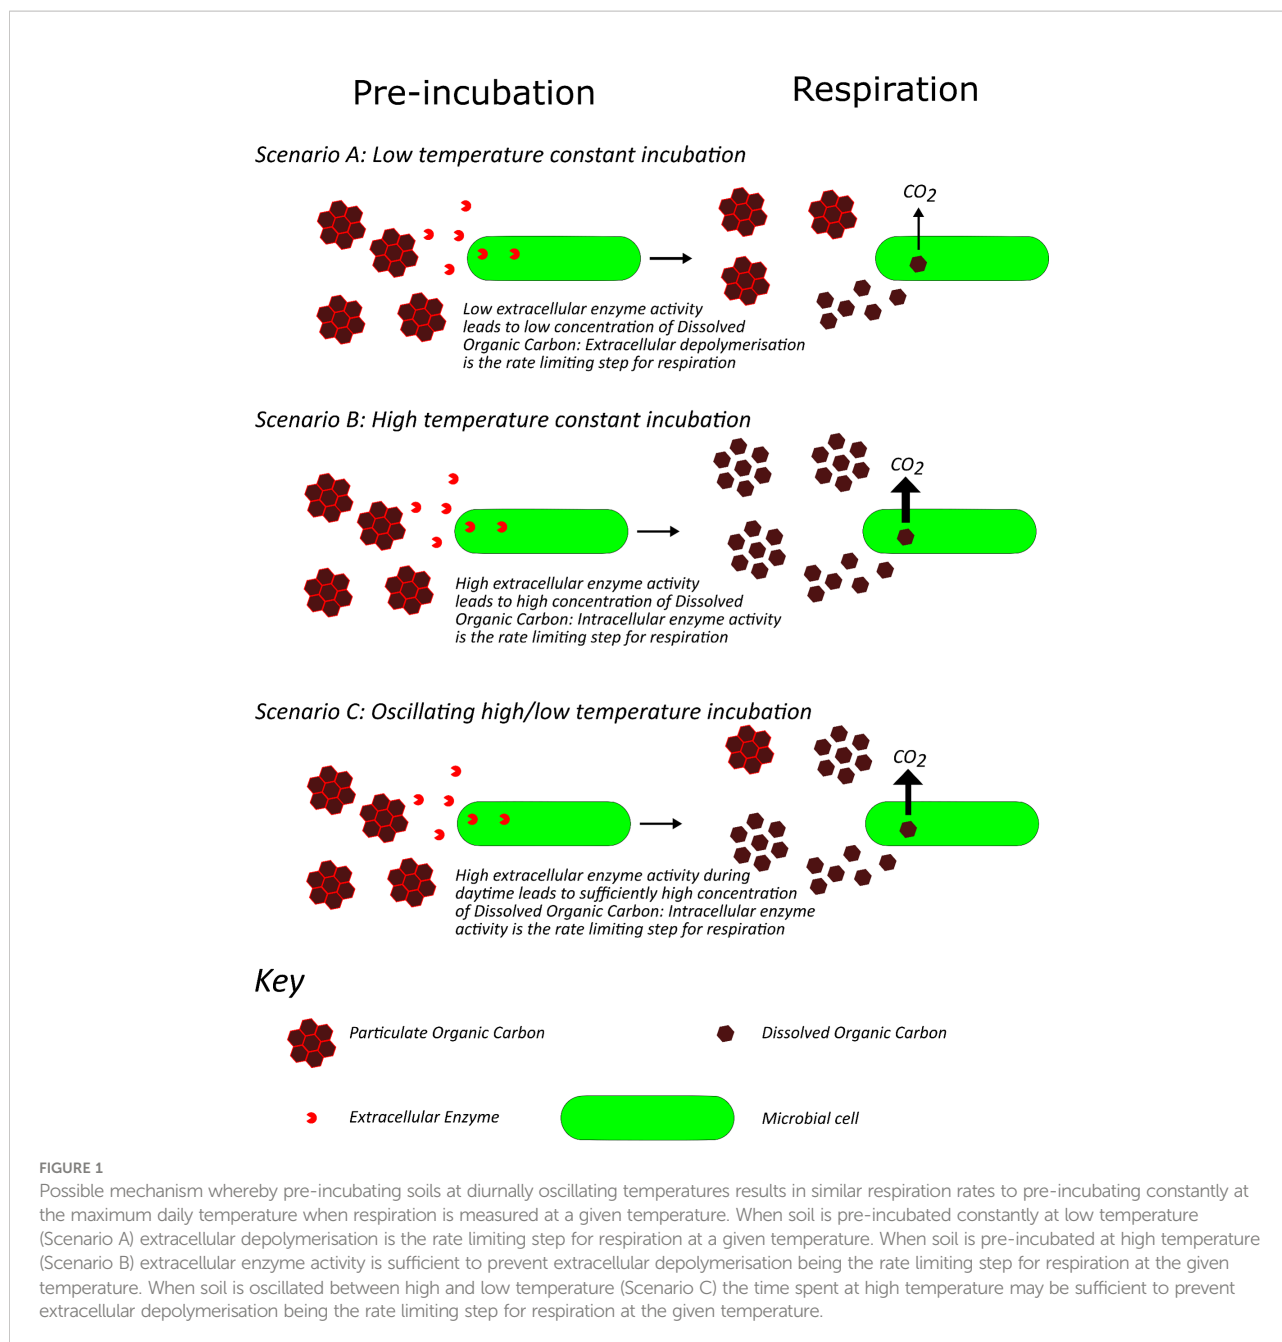 Pre-incubation
Respiration
Scenario A: Low temperature constant incubation
CO2
Low extracellular enzyme activity
leads to low concentration of Dissolved
Organic Carbon: Extracellular depolymerisation
is the rate limiting step for respiration
Scenario B: High temperature constant incubation
CO2
High extracellular enzyme activity
leads to high concentration of Dissolved
Organic Carbon: Intracellular enzyme activity
is the rate limiting step for respiration
Scenario C: Oscillating high/low temperature incubation
CO2
High extracellular enzyme activity during
daytime leads to sufficiently high concentration
of Dissolved Organic Carbon: Intracellular enzyme
activity is the rate limiting step for respiration
Key
Particulate Organic Carbon
Dissolved Organic Carbon
Extracellular Enzyme
Microbial cell
FIGURE 1
Possible mechanism whereby pre-incubating soils at diurnally oscillating temperatures results in similar respiration rates to pre-incubating constantly at
the maximum daily temperature when respiration is measured at a given temperature. When soil is pre-incubated constantly at low temperature
(Scenario A) extracellular depolymerisation is the rate limiting step for respiration at a given temperature. When soil is pre-incubated at high temperature
(Scenario B) extracellular enzyme activity is sufficient to prevent extracellular depolymerisation being the rate limiting step for respiration at the given
temperature. When soil is oscillated between high and low temperature (Scenario C) the time spent at high temperature may be sufficient to prevent
extracellular depolymerisation being the rate limiting step for respiration at the given temperature.